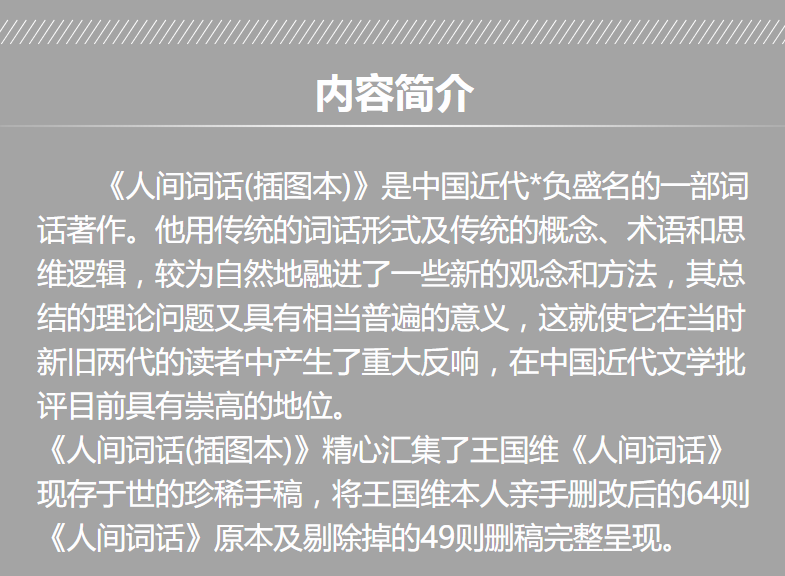 内容简介
《人间词话(插图本)》是中国近代*负盛名的一部词
话著作。他用传统的词话形式及传统的概念、术语和思
维逻辑，较为自然地融进了一些新的观念和方法，其总
结的理论问题又具有相当普遍的意义，这就使它在当时
新旧两代的读者中产生了重大反响，在中国近代文学批
评目前具有崇高的地位。
《人间词话(插图本)》精心汇集了王国维《人间词话》
现存于世的珍稀手稿，将王国维本人亲手删改后的64则
《人间词话》原本及剔除掉的49则删稿完整呈现。